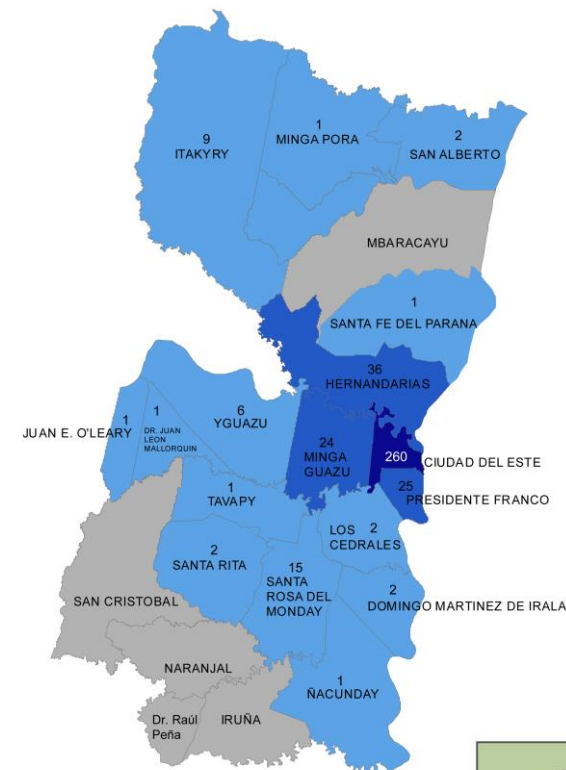 9
ITAKYRY
1
MINGA PORA
2
SAN ALBERTO
MBARACAYU
1
SANTA FE DEL PARANA
36
HERNANDARIAS
1
JUAN E. O'LEARY
1
DR. JUAN
LEON
MALLORQUIN
6
YGUAZU
24
MINGA
GUAZU
260
CIUDAD DEL ESTE
25
PRESIDENTE FRANCO
1
TAVAPY
LOS 2
CEDRALES
2
SANTA RITA
15
SANTA
ROSA DEL
MONDAY
2
DOMINGO MARTINEZ DE IRALA
SAN CRISTOBAL
NARANJAL
1
ÑACUNDAY
Dr. Raúl
Peña
IRUÑA